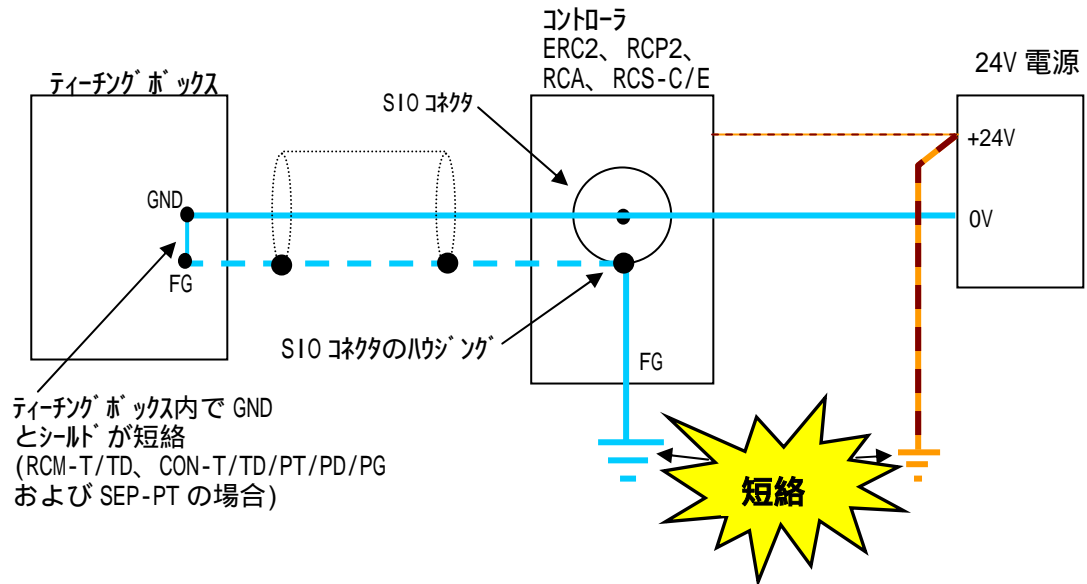 コントローラ
ERC2、RCP2、
RCA、RCS-C/E
24V 電源
ティーチングボックス
SIO コネクタ
+24V
GND
0V
FG
SIO コネクタのハウジング
FG
ティーチングボックス内で GND
とシールドが短絡
(RCM-T/TD、CON-T/TD/PT/PD/PG
および SEP-PT の場合)
短絡